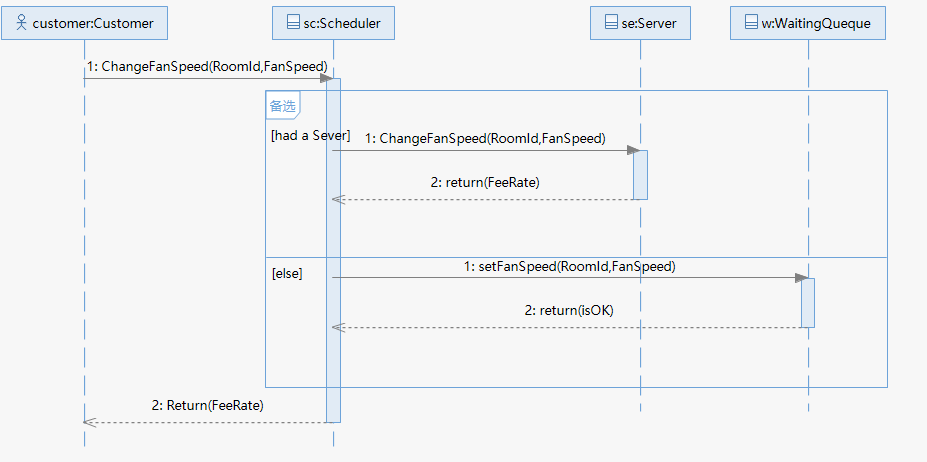 customer:Customer
sc:Scheduler
se:Server
w:WaitingQueque
1: ChangeFanSpeed(RoomId,FanSpeed)
备选
[had a Sever]
1: ChangeFanSpeed(RoomId,FanSpeed)
2: return(FeeRate)
[else]
1: setFanSpeed(RoomId,FanSpeed)
2: return(isOK)
2: Return(FeeRate)